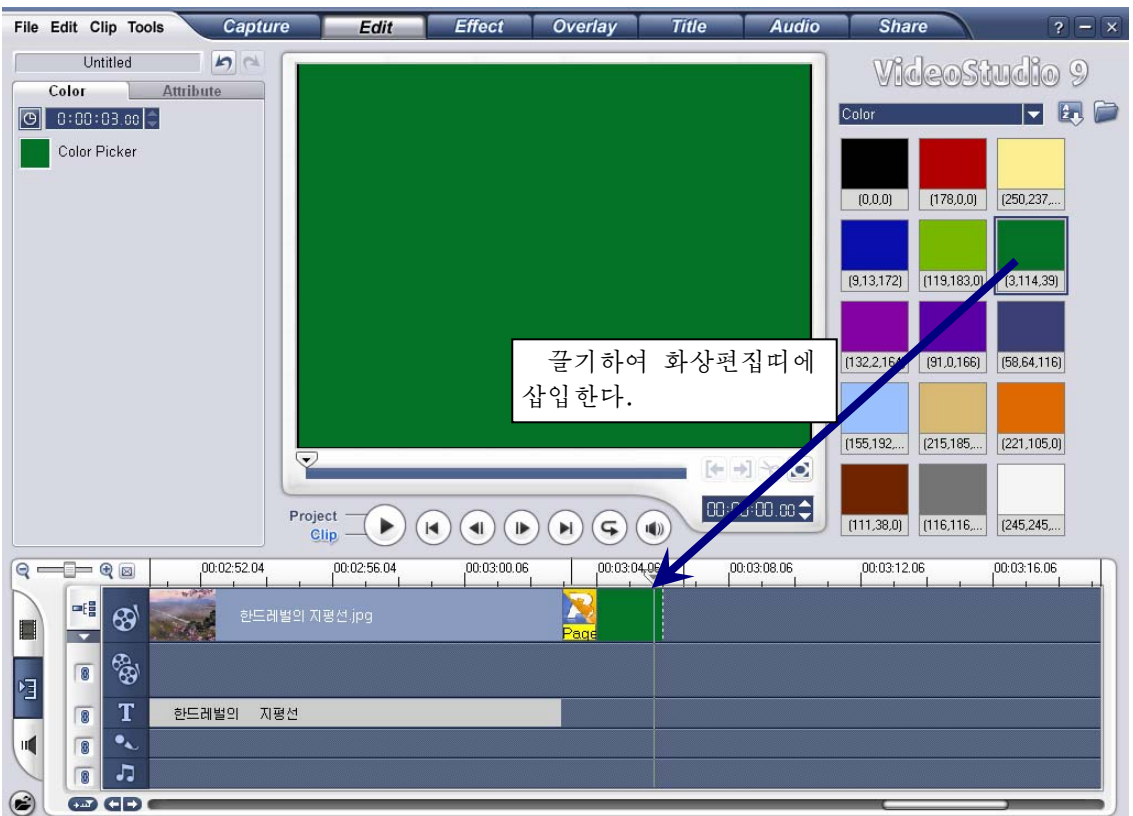 File Edit Clip Tools
Capture Edit Effect Overlay Title Audio Share
Untitled
Color Attribute
0:00:03.00
Color Picker
VideoStudio 9
Color
(0,0,0) (178,0,0) (250,237,...
(9,13,172) (119,183,0) (3,114,39)
(132,2,164) (91,0,166) (58,64,116)
(155,192,... (215,185,... (221,105,0)
(111,38,0) (116,116,... (245,245,...
끌기하여 화상편집띠에
삽입한다.
Project
Clip
00:00:00.00
00:02:52.04 00:02:56.04 00:03:00.06 00:03:04.06 00:03:08.06 00:03:12.06 00:03:16.06
한드레벌의 지평선.jpg
Page
T
한드레벌의 지평선